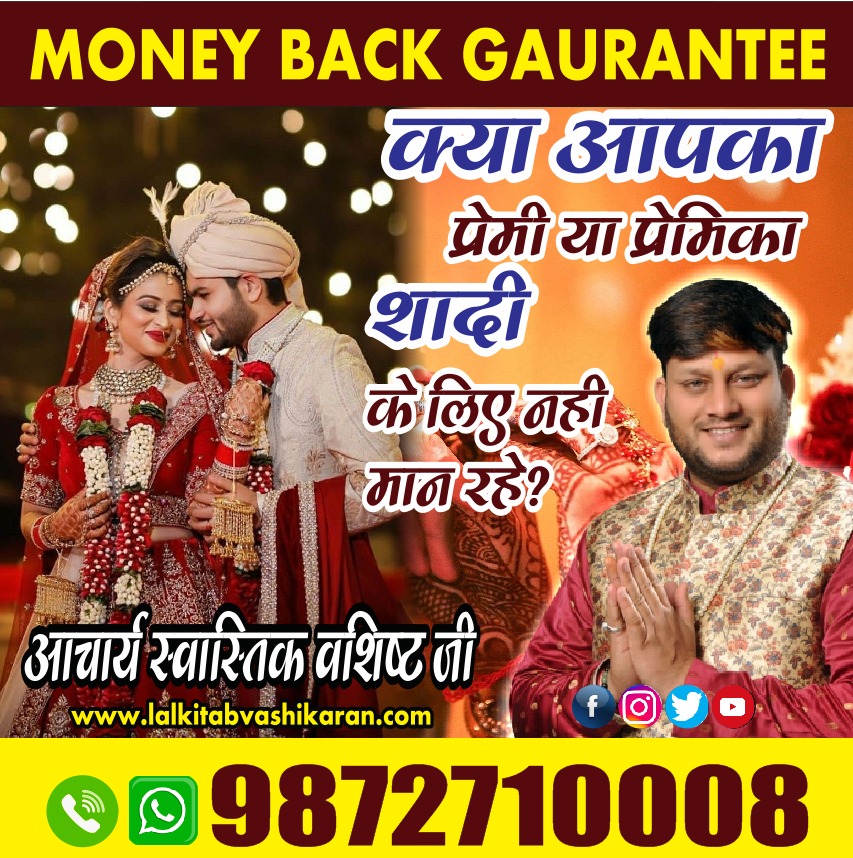 MONEY BACK GAURANTEE
क्या आपका
प्रेमी या प्रेमिका
शादी
के लिए नही
मान रहे?
आचार्य स्वास्तिक वशिष्ट जी
www.lalkitabvashikaran.com
9872710008